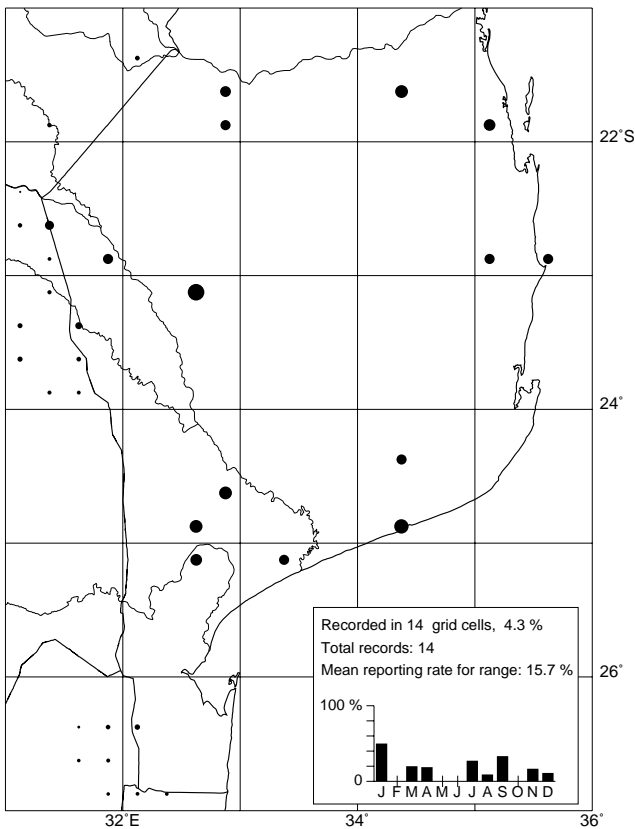 22°S
24°
Recorded in 14 grid cells, 4.3 %
Total records: 14
Mean reporting rate for range: 15.7 %
26°
100 %
0
J F M A M J J A S O N D
32°E
34°
36°